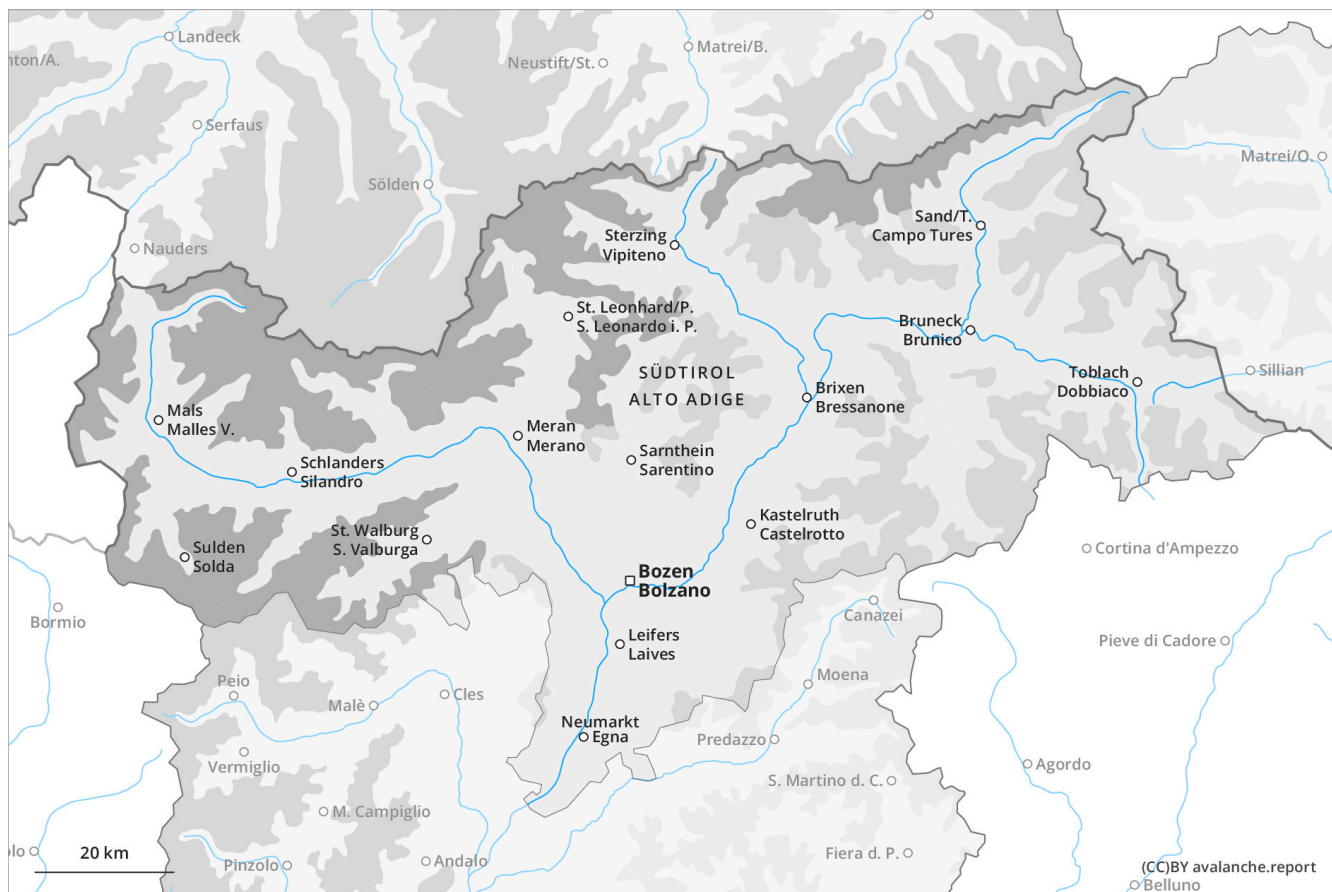 Landeck
nton/A.
Neustift/St.
Matrei/B.
Serfaus
Matrei/O.
Sölden
Nauders
Sand/T.
Campo Tures
Sterzing
Vipiteno
St. Leonhard/P.
S. Leonardo i. P.
Bruneck
Brunico
SÜDTIROL
ALTO ADIGE
Toblach
Dobbiaco
Sillian
Brixen
Bressanone
Mals
Malles V.
Meran
Merano
Sarnthein
Sarentino
Schlanders
Silandro
Kastelruth
Castelrotto
St. Walburg
S. Valburga
Sulden
Solda
Cortina d'Ampezzo
Bozen
Bolzano
Bormio
Canazei
Leifers
Laives
Pieve di Cadore
Peio
Moena
Malè
Cles
Neumarkt
Egna
Predazzo
Vermiglio
Agordo
S. Martino d. C.
M. Campiglio
olo
20 km
Pinzolo
Andalo
Fiera d. P.
(CC)BY avalanche.report
Belluno